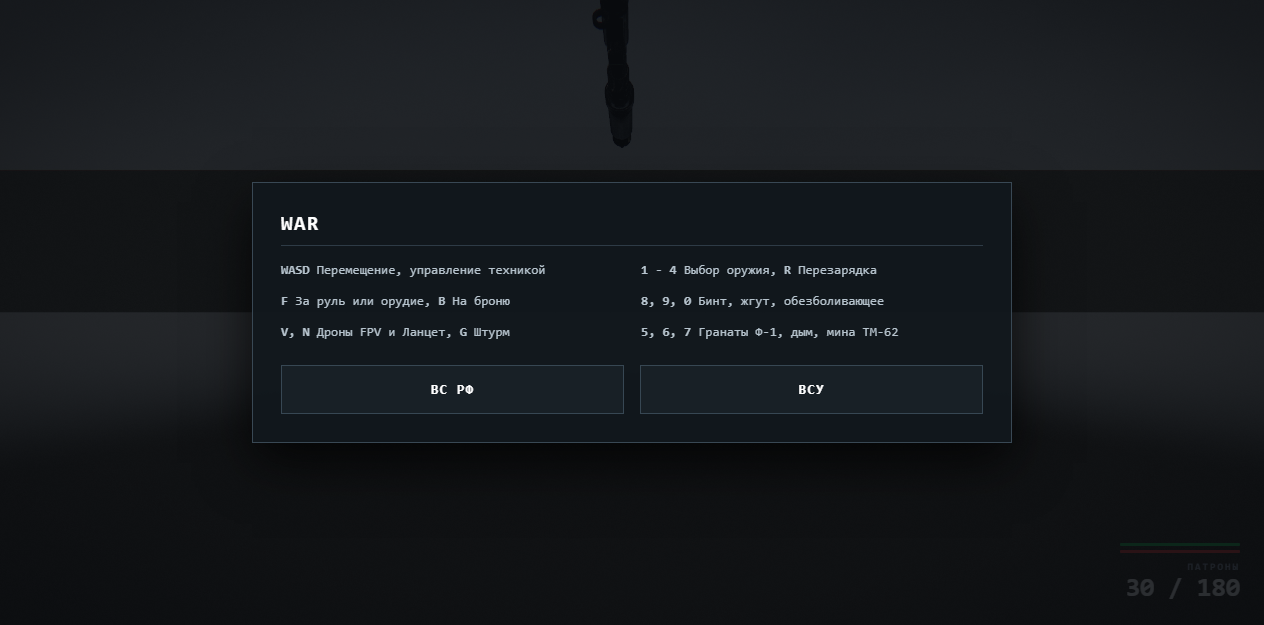 WAR
WASD Перемещение, управление техникой
1 - 4 Выбор оружия, R Перезарядка
F За руль или орудие, B На броню
8, 9, 0 Бинт, жгут, обезболивающее
V, N Дроны FPV и Ланцет, G Штурм
5, 6, 7 Гранаты Ф-1, дым, мина ТМ-62
ВС РФ
ВСУ
ПАТРОНЫ
30 / 180